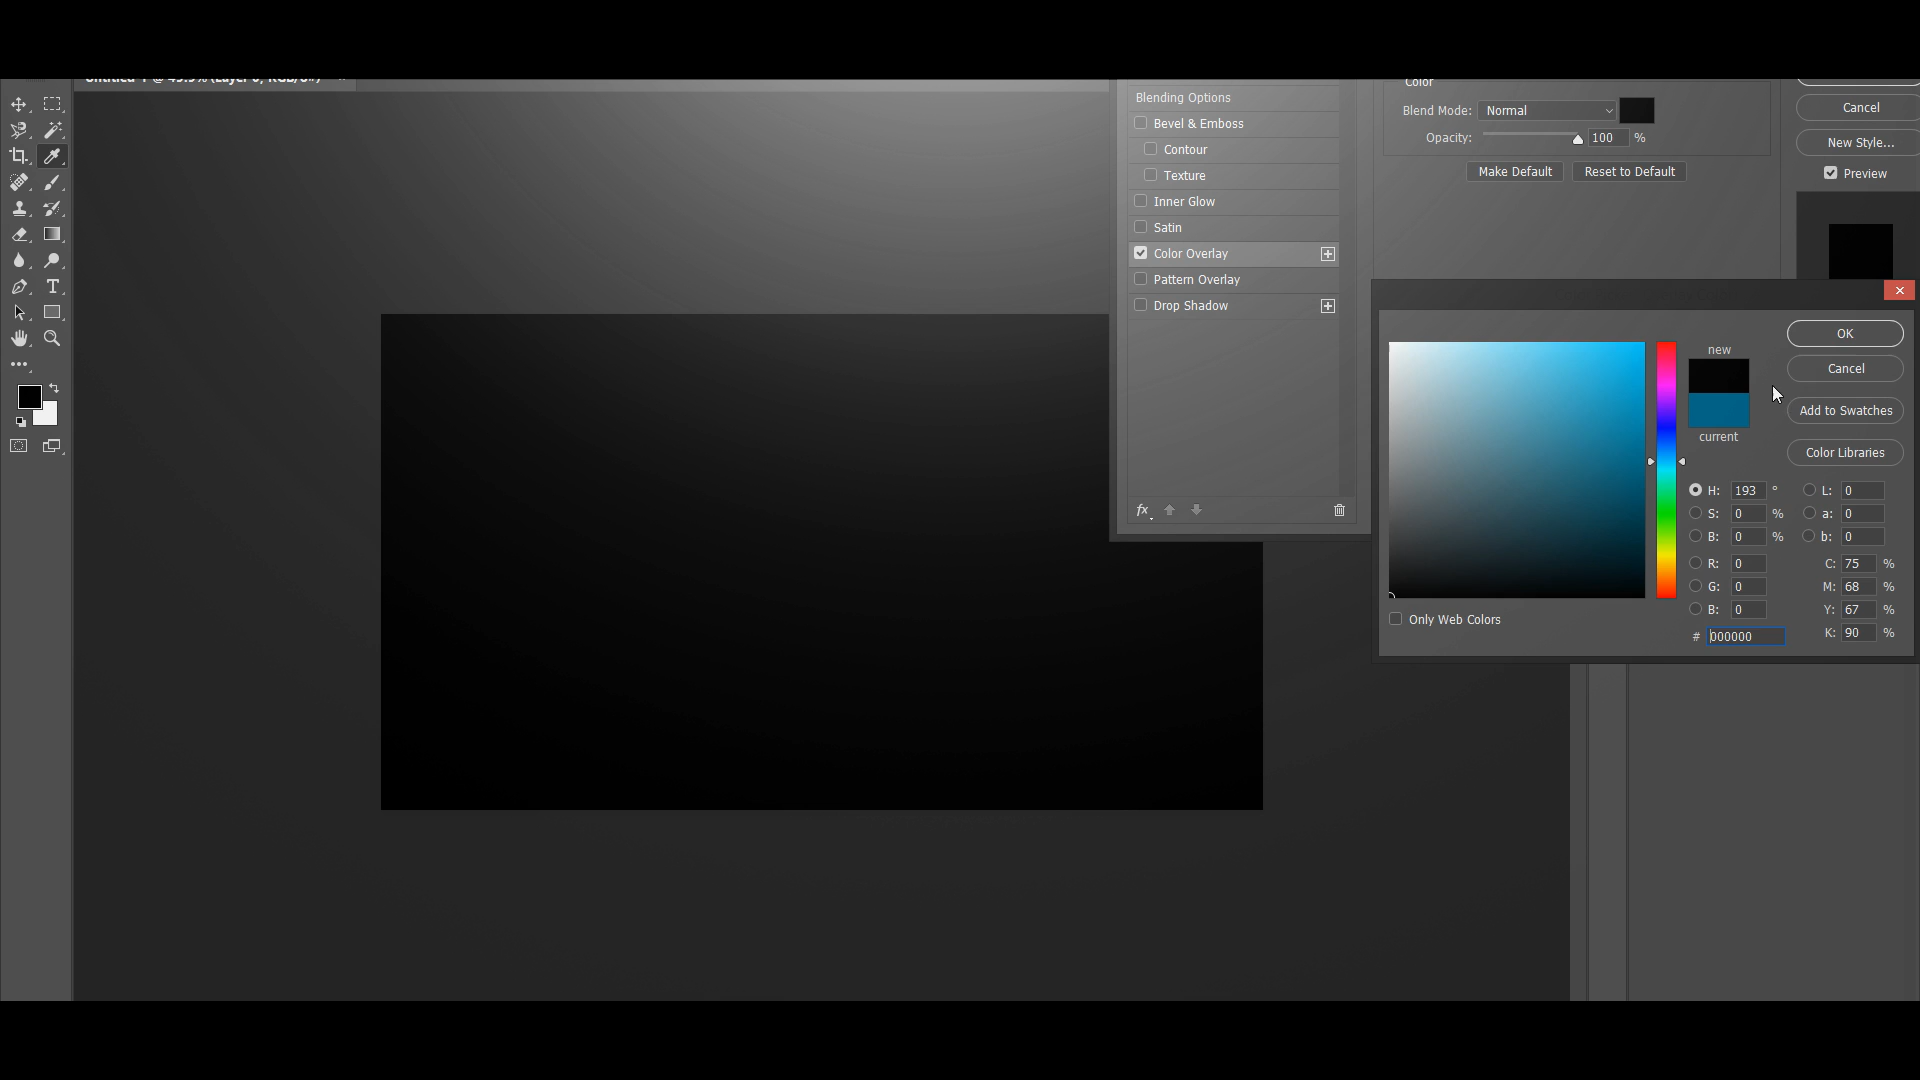 Blending Options
Bevel & Emboss
Contour
Texture
Inner Glow
Satin
Color Overlay
Pattern Overlay
Drop Shadow
fx
Color
Blend Mode: Normal
Opacity: 100 %
Make Default Reset to Default
Cancel
New Style...
Preview
new
current
OK
Cancel
Add to Swatches
Color Libraries
H: 193 °
S: 0 %
B: 0 %
R: 0
G: 0
B: 0
# 000000
L: 0
a: 0
b: 0
C: 75 %
M: 68 %
Y: 67 %
K: 90 %
Only Web Colors